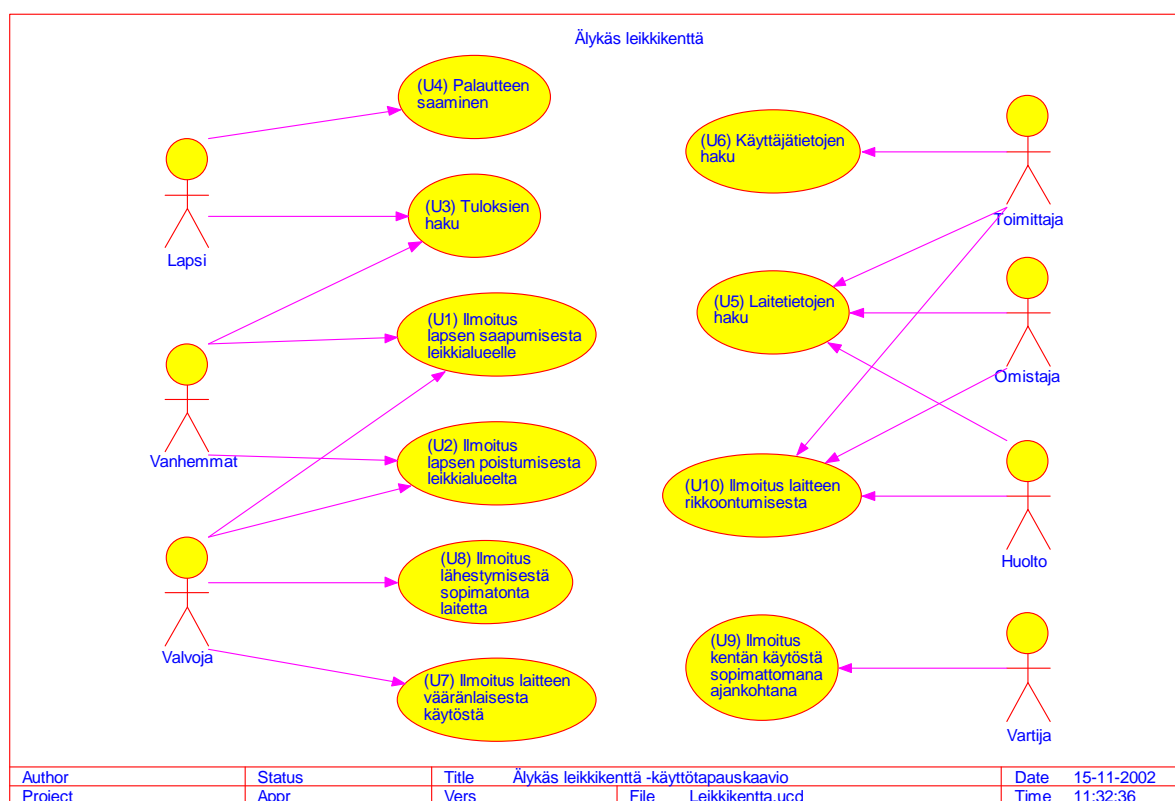 Älykäs leikkikenttä
(U4) Palautteen
saaminen
(U6) Käyttäjätietojen
haku
(U3) Tuloksien
haku
Lapsi
Toimittaja
(U1) Ilmoitus
lapsen saapumisesta
leikkialueelle
(U5) Laitetietojen
haku
Vanhemmat
Omistaja
(U2) Ilmoitus
lapsen poistumisesta
leikkialueelta
(U10) Ilmoitus laitteen
rikkoontumisesta
(U8) Ilmoitus
lähestymisestä
sopimatonta
laitetta
Huolto
Valvoja
(U7) Ilmoitus laitteen
vääränlaisesta
käytöstä
(U9) Ilmoitus
kentän käytöstä
sopimattomana
ajankohtana
Vartija
Author Status Title Älykäs leikkikenttä -käyttötapauskaavio Date 15-11-2002
Project Appr Vers File Leikkikentta.ucd Time 11:32:36